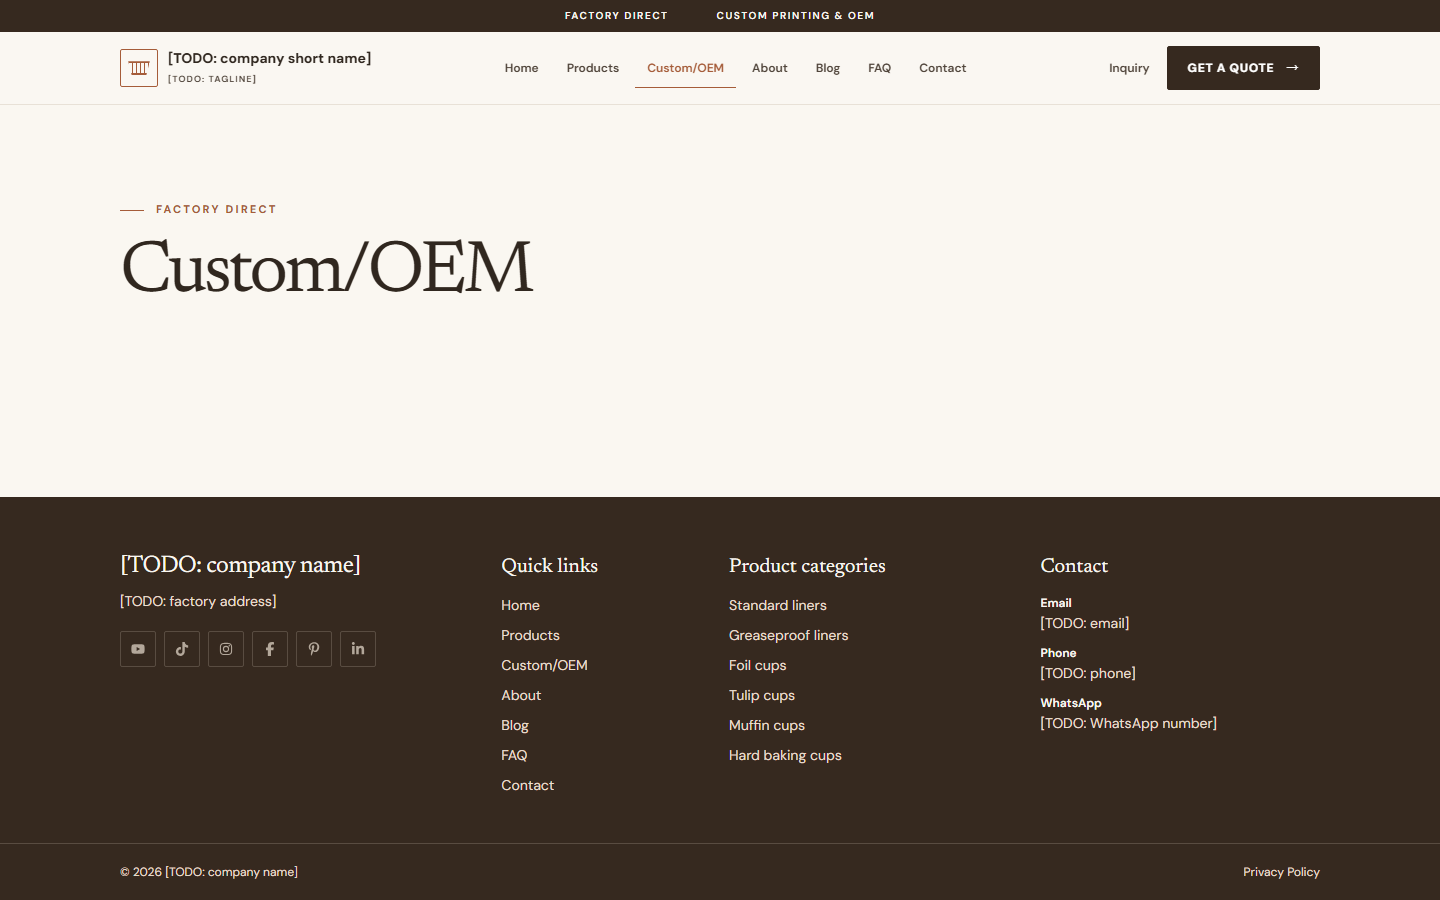 FACTORY DIRECT
CUSTOM PRINTING & OEM
[TODO: company short name]
[TODO: TAGLINE]
Home
Products
Custom/OEM
About
Blog
FAQ
Contact
Inquiry
GET A QUOTE →
FACTORY DIRECT
Custom/OEM
[TODO: company name]
[TODO: factory address]
Quick links
Home
Products
Custom/OEM
About
Blog
FAQ
Contact
Product categories
Standard liners
Greaseproof liners
Foil cups
Tulip cups
Muffin cups
Hard baking cups
Contact
Email
[TODO: email]
Phone
[TODO: phone]
WhatsApp
[TODO: WhatsApp number]
© 2026 [TODO: company name]
Privacy Policy